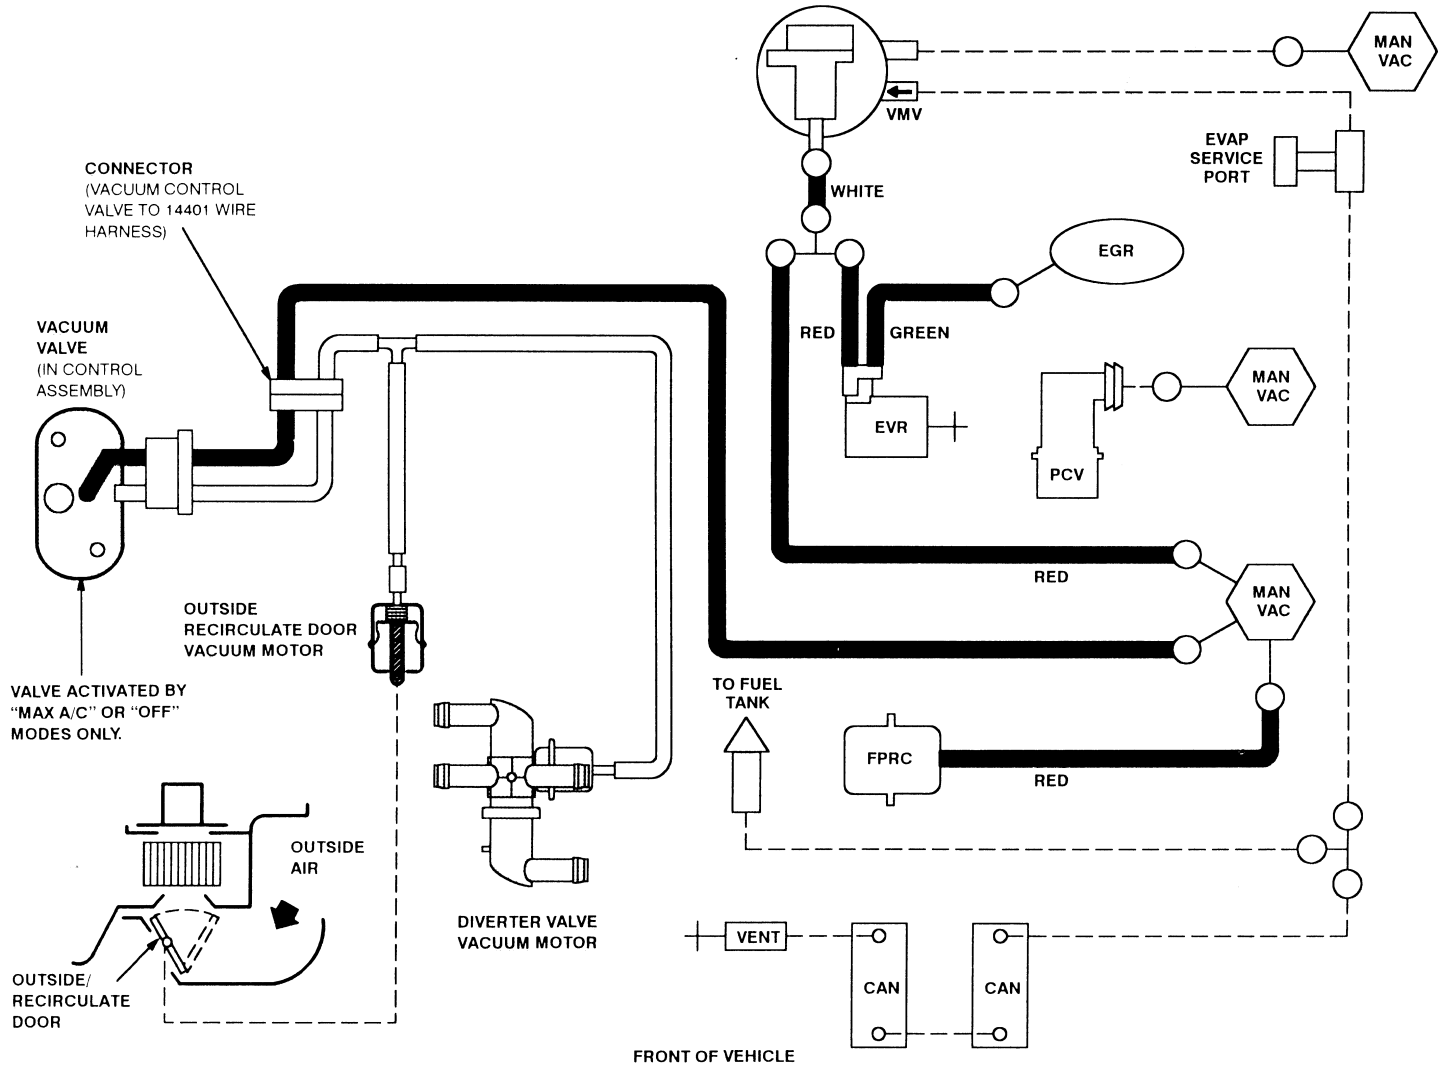 MAN
VAC
VMV
EVAP
SERVICE
PORT
CONNECTOR
(VACUUM CONTROL
VALVE TO 14401 WIRE
HARNESS)
WHITE
EGR
VACUUM
VALVE
(IN CONTROL
ASSEMBLY)
RED
GREEN
MAN
VAC
EVR
PCV
RED
MAN
VAC
OUTSIDE
RECIRCULATE DOOR
VACUUM MOTOR
VALVE ACTIVATED BY
“MAX A/C” OR “OFF”
MODES ONLY.
TO FUEL
TANK
FPRC
RED
OUTSIDE
AIR
DIVERTER VALVE
VACUUM MOTOR
VENT
CAN
CAN
OUTSIDE/
RECIRCULATE
DOOR
FRONT OF VEHICLE